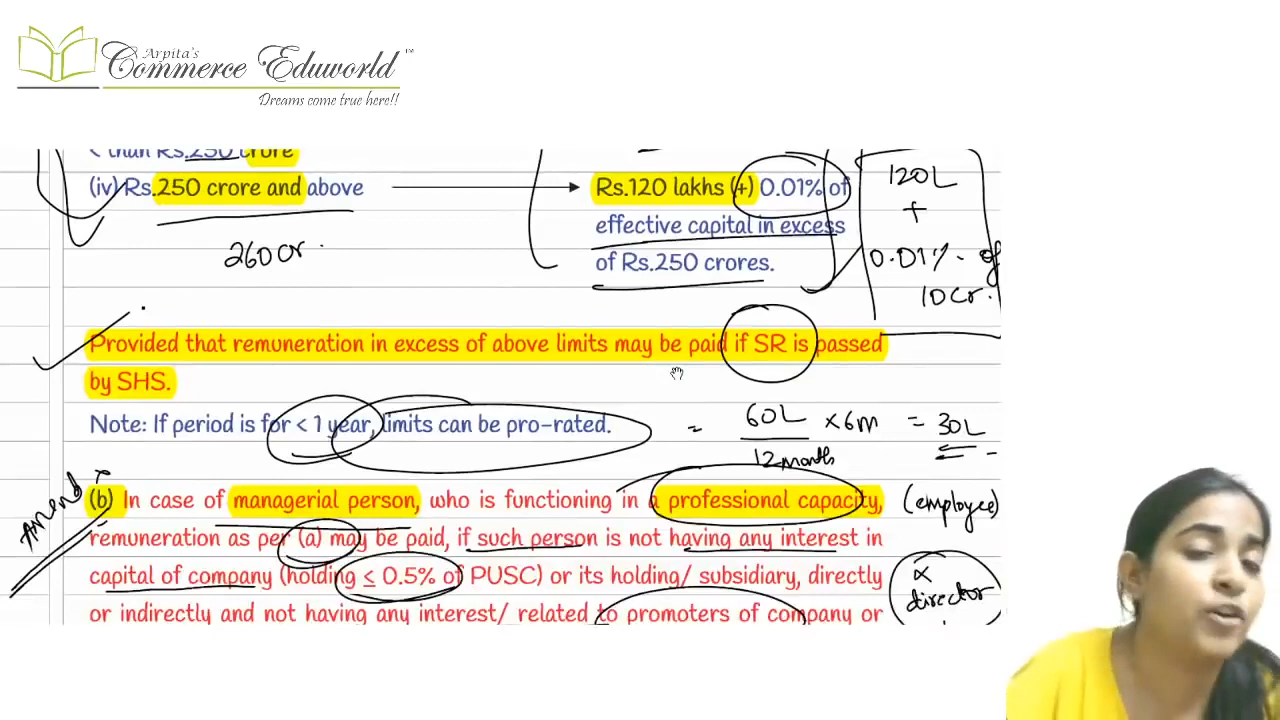 Arpita's
Commerce Eduworld™
Dreams come true here!!
< than Rs.250 crore
(iv) Rs.250 crore and above
Rs.120 lakhs (+) 0.01% of
effective capital in excess
of Rs.250 crores.
260cr.
120L
+
0.01% of
10cr.
Provided that remuneration in excess of above limits may be paid if SR is passed
by SHS.
Note: If period is for < 1 year, limits can be pro-rated.
= 60L x 6m = 30L
12 months
Amend
(b) In case of managerial person, who is functioning in a professional capacity,
(employee)
remuneration as per (a) may be paid, if such person is not having any interest in
capital of company (holding ≤ 0.5% of PUSC) or its holding/ subsidiary, directly
or indirectly and not having any interest/ related to promoters of company or
director